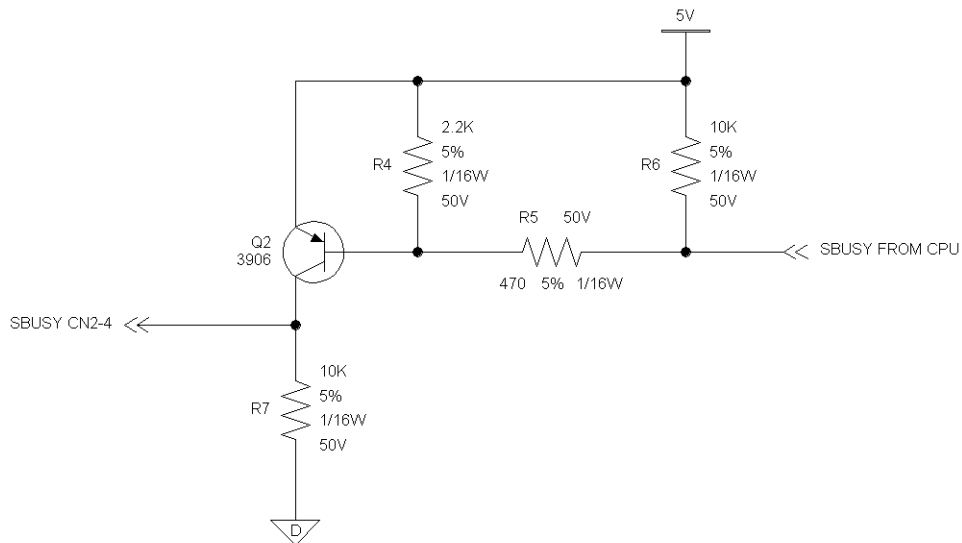 5V
2.2K
5%
1/16W
50V
R4
10K
5%
1/16W
50V
R6
R5 50V
470 5% 1/16W
Q2
3906
SBUSY FROM CPU
SBUSY CN2-4
10K
5%
1/16W
50V
R7
D